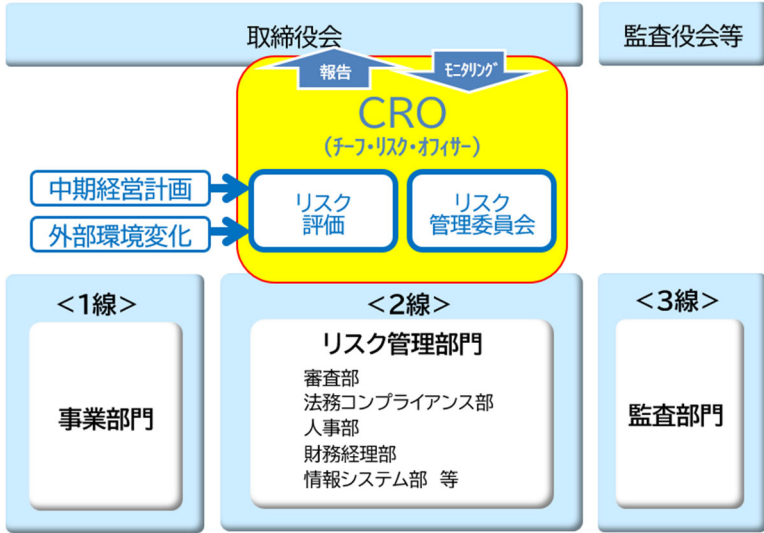 取締役会
監査役会等
報告
モニタリング
CRO
(チーフ・リスク・オフィサー)
中期経営計画
外部環境変化
リスク
評価
リスク
管理委員会
<1線>
事業部門
<2線>
リスク管理部門
審査部
法務コンプライアンス部
人事部
財務経理部
情報システム部 等
<3線>
監査部門